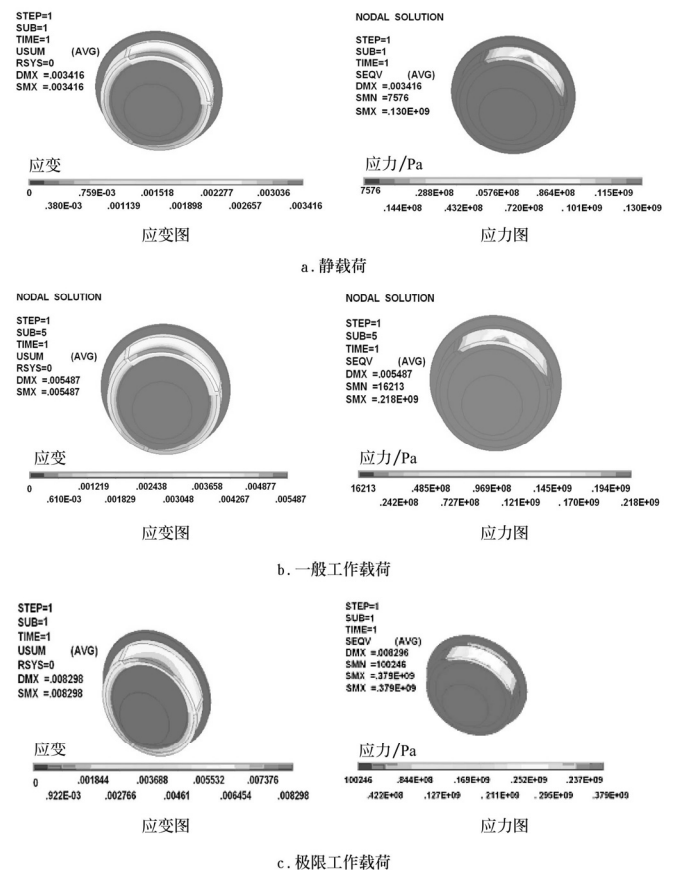 STEP=1
SUB=1
TIME=1
USUM (AVG)
RSYS=0
DMX =.003416
SMX =.003416
应变
0 .759E-03 .001518 .002277 .003036
.380E-03 .001139 .001898 .002657 .003416
应变图
NODAL SOLUTION
STEP=1
SUB=1
TIME=1
SEQV (AVG)
DMX =.003416
SMN =7576
SMX=.130E+09
应力/Pa
7576 .288E+08 .0576E+08 .864E+08 .115E+09
.144E+08 .432E+08 .720E+08 .101E+09 .130E+09
应力图
a.静载荷
NODAL SOLUTION
STEP=1
SUB=5
TIME=1
USUM (AVG)
RSYS=0
DMX =.005487
SMX =.005487
应变
0 .001219 .002438 .003658 .004877
.610E-03 .001829 .003048 .004267 .005487
应变图
NODAL SOLUTION
STEP=1
SUB=5
TIME=1
SEQV (AVG)
DMX =.005487
SMN =16213
SMX=.218E+09
应力/Pa
16213 .485E+08 .969E+08 .145E+09 .194E+09
.242E+08 .727E+08 .121E+09 .170E+09 .218E+09
应力图
b.一般工作载荷
STEP=1
SUB=1
TIME=1
USUM (AVG)
RSYS=0
DMX =.008298
SMX =.008298
应变
0 .001844 .003688 .005532 .007376
.922E-03 .002766 .00461 .006454 .008298
应变图
STEP=1
SUB=1
TIME=1
SEQV (AVG)
DMX =.008296
SMN =100246
SMX =.379E+09
SMX =.379E+09
应力/Pa
100246 .844E+08 .169E+09 .252E+09 .237E+09
.422E+08 .127E+09 .211E+09 .295E+09 .379E+09
应力图
c.极限工作载荷